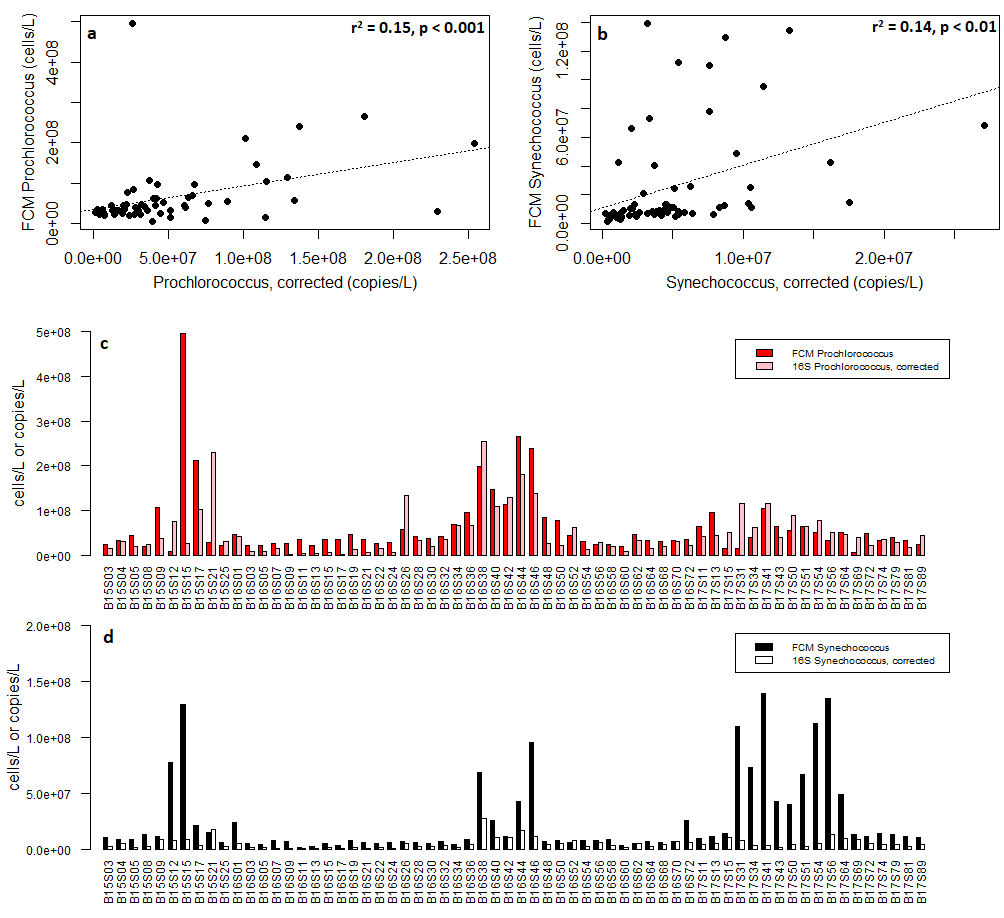 a
r² = 0.15, p < 0.001
FCM Prochlorococcus (cells/L)
4e+08
2e+08
0e+00
0.0e+00 5.0e+07 1.0e+08 1.5e+08 2.0e+08 2.5e+08
Prochlorococcus, corrected (copies/L)
b
r² = 0.14, p < 0.01
FCM Synechococcus (cells/L)
1.2e+08
6.0e+07
0.0e+00
0.0e+00 1.0e+07 2.0e+07
Synechococcus, corrected (copies/L)
c
cells/L or copies/L
5e+08
4e+08
3e+08
2e+08
1e+08
0e+00
FCM Prochlorococcus
16S Prochlorococcus, corrected
B15S03 B15S04 B15S05 B15S08 B15S09 B15S12 B15S15 B15S17 B15S21 B15S25 B16S01 B16S03 B16S05 B16S07 B16S09 B16S11 B16S13 B16S15 B16S17 B16S19 B16S21 B16S22 B16S24 B16S26 B16S28 B16S30 B16S32 B16S34 B16S36 B16S38 B16S40 B16S42 B16S44 B16S46 B16S48 B16S50 B16S52 B16S54 B16S56 B16S58 B16S60 B16S62 B16S64 B16S68 B16S70 B16S72 B17S11 B17S13 B17S15 B17S31 B17S34 B17S41 B17S43 B17S50 B17S51 B17S54 B17S56 B17S64 B17S69 B17S72 B17S74 B17S79 B17S81 B17S89
d
cells/L or copies/L
2.0e+08
1.5e+08
1.0e+08
5.0e+07
0.0e+00
FCM Synechococcus
16S Synechococcus, corrected
B15S03 B15S04 B15S05 B15S08 B15S09 B15S12 B15S15 B15S17 B15S21 B15S25 B16S01 B16S03 B16S05 B16S07 B16S09 B16S11 B16S13 B16S15 B16S17 B16S19 B16S21 B16S22 B16S24 B16S26 B16S28 B16S30 B16S32 B16S34 B16S36 B16S38 B16S40 B16S42 B16S44 B16S46 B16S48 B16S50 B16S52 B16S54 B16S56 B16S58 B16S60 B16S62 B16S64 B16S68 B16S70 B16S72 B17S11 B17S13 B17S15 B17S31 B17S34 B17S41 B17S43 B17S50 B17S51 B17S54 B17S56 B17S64 B17S69 B17S72 B17S74 B17S79 B17S81 B17S89